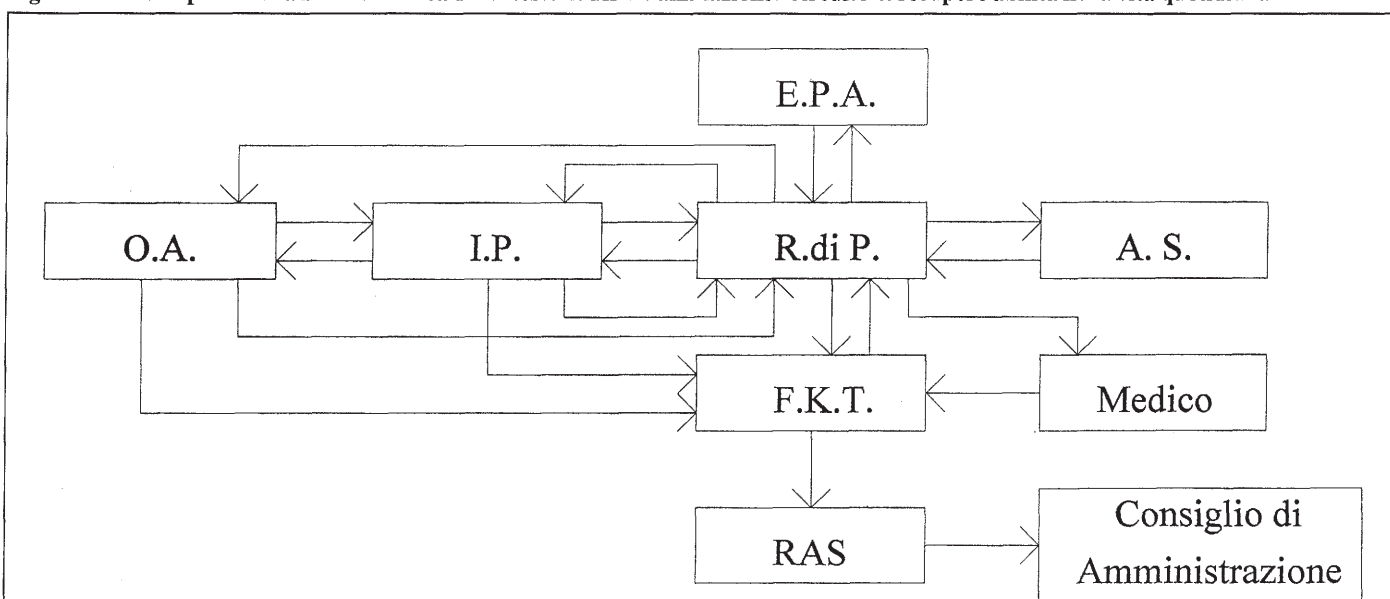 E.P.A.
O.A.
I.P.
R.di P.
A. S.
F.K.T.
Medico
RAS
Consiglio di
Amministrazione